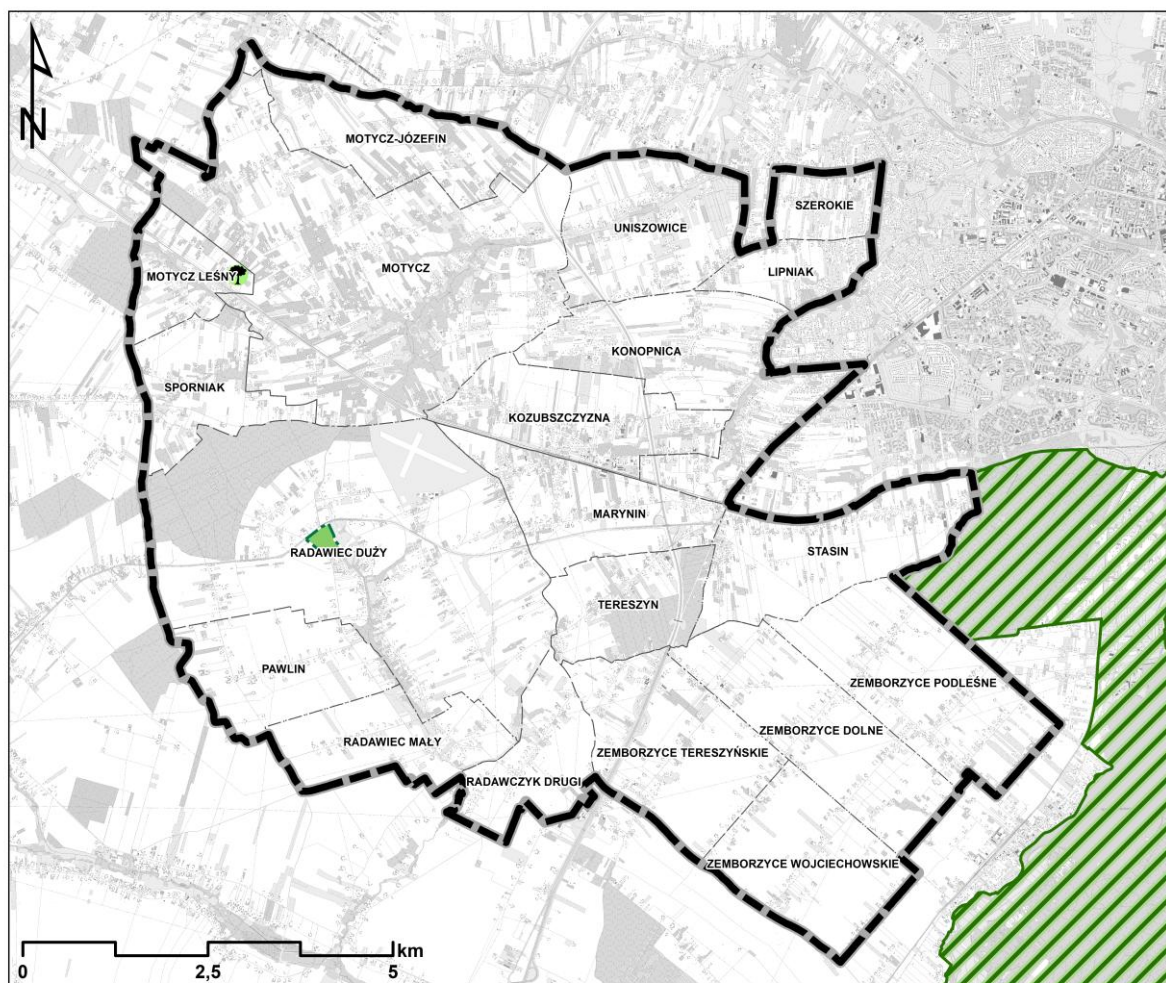 N
MOTYCZ-JÓZEFIN
SZEROKIE
UNISZOWICE
MOTYCZ
LIPNIAK
MOTYCZ LEŚNY
KONOPNICA
SPORNIAK
KOZUBSZCZYZNA
MARYNIN
RADAWIEC DUŻY
STASIN
TERESZYN
PAWLIN
ZEMBORZYCE PODLEŚNE
ZEMBORZYCE DOLNE
RADAWIEC MAŁY
ZEMBORZYCE TERESZYŃSKIE
RADAWCZYK DRUGI
ZEMBORZYCE WOJCIECHOWSKIE
km
0 2,5 5